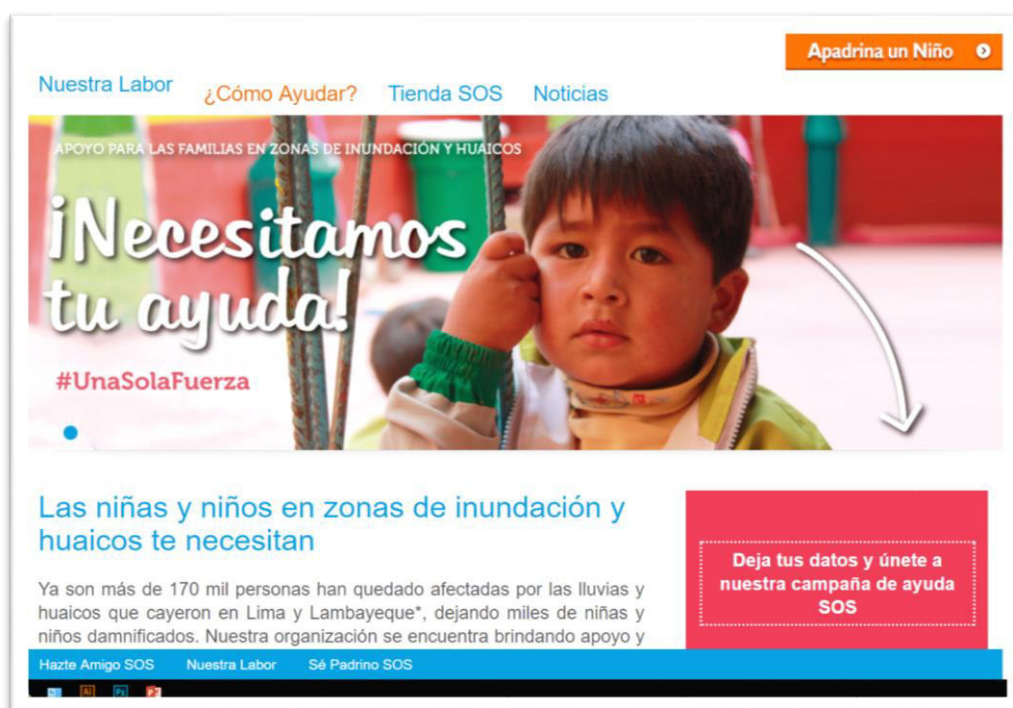 Apadrina un Niño
Nuestra Labor ¿Cómo Ayudar? Tienda SOS Noticias
APOYO PARA LAS FAMILIAS EN ZONAS DE INUNDACIÓN Y HUAICOS
¡Necesitamos
tu ayuda!
#UnaSolaFuerza
Las niñas y niños en zonas de inundación y
huaicos te necesitan
Ya son más de 170 mil personas han quedado afectadas por las lluvias y
huaicos que cayeron en Lima y Lambayeque*, dejando miles de niñas y
niños damnificados. Nuestra organización se encuentra brindando apoyo y
Deja tus datos y únete a
nuestra campaña de ayuda
SOS
Hazte Amigo SOS Nuestra Labor Sé Padrino SOS
Ai Ps